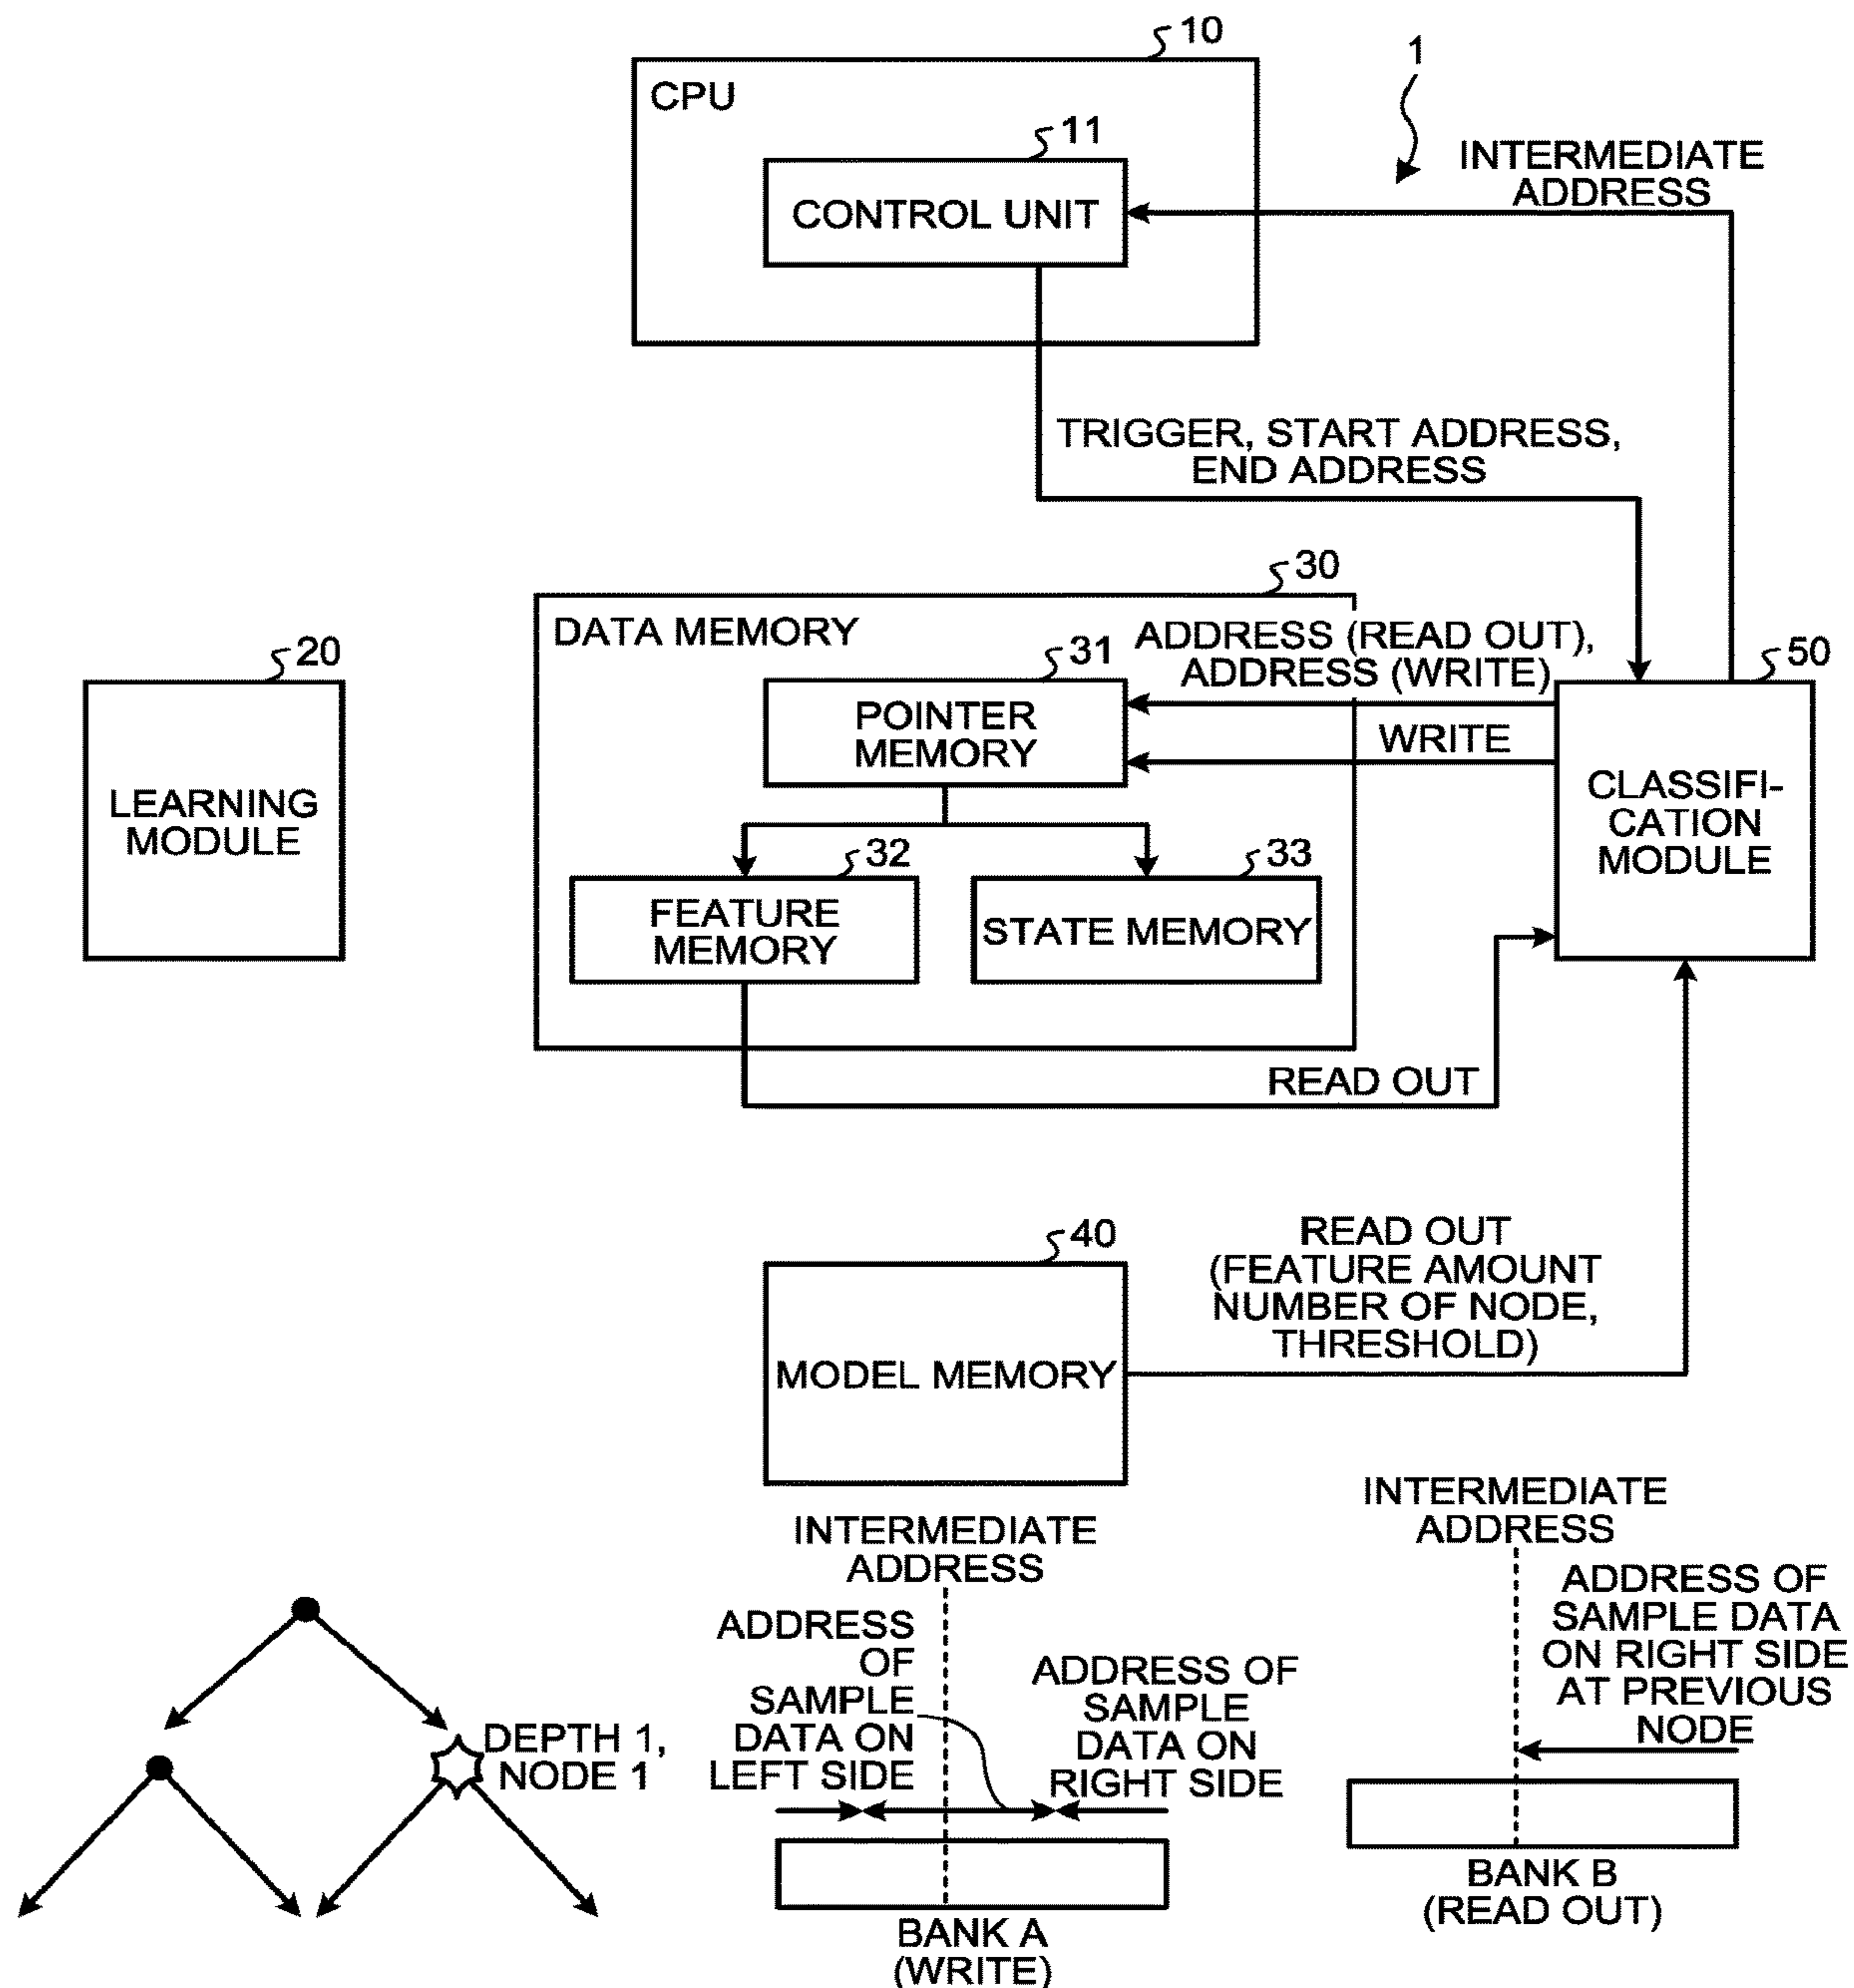 10
CPU
1
11
CONTROL UNIT
INTERMEDIATE
ADDRESS
TRIGGER, START ADDRESS,
END ADDRESS
30
DATA MEMORY
ADDRESS (READ OUT),
ADDRESS (WRITE)
20
31
50
POINTER
MEMORY
WRITE
LEARNING
MODULE
CLASSIFI-
CATION
MODULE
32
33
FEATURE
MEMORY
STATE MEMORY
READ OUT
40
READ OUT
(FEATURE AMOUNT
NUMBER OF NODE,
THRESHOLD)
MODEL MEMORY
DEPTH 1,
NODE 1
INTERMEDIATE
ADDRESS
ADDRESS
OF
SAMPLE
DATA ON
LEFT SIDE
ADDRESS OF
SAMPLE
DATA ON
RIGHT SIDE
BANK A
(WRITE)
INTERMEDIATE
ADDRESS
ADDRESS OF
SAMPLE DATA
ON RIGHT SIDE
AT PREVIOUS
NODE
BANK B
(READ OUT)